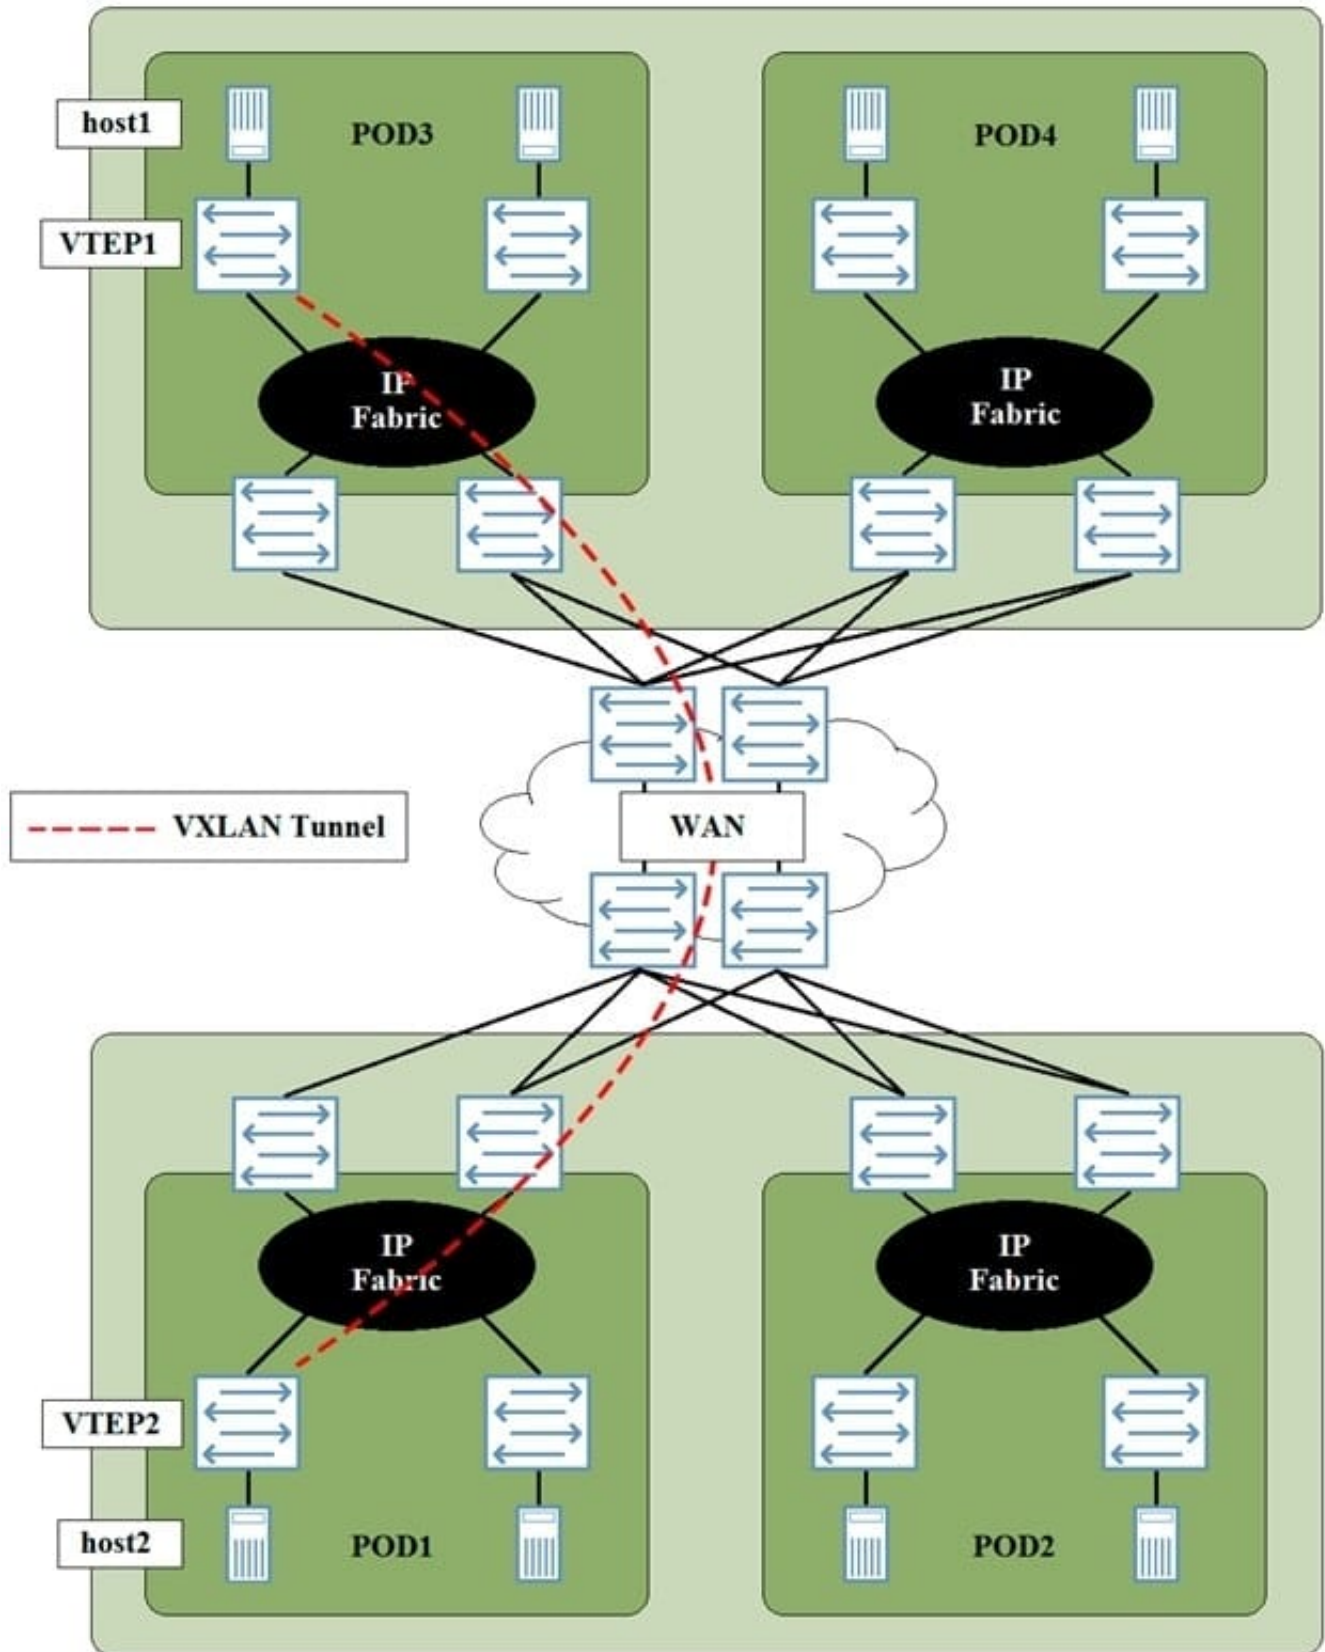 host1
POD3
POD4
VTEP1
IP
Fabric
IP
Fabric
VXLAN Tunnel
WAN
IP
Fabric
IP
Fabric
VTEP2
host2
POD1
POD2